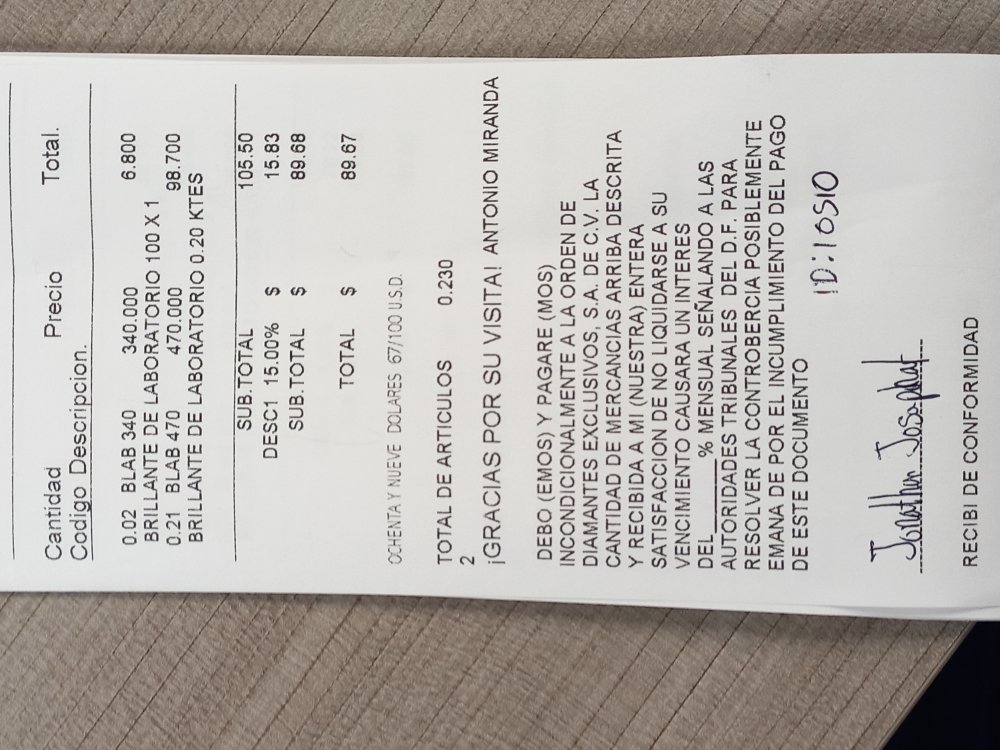 Cantidad Precio Total.
Codigo Descripcion.
0.02 BLAB 340 340.000 6.800
BRILLANTE DE LABORATORIO 100 X 1
0.21 BLAB 470 470.000 98.700
BRILLANTE DE LABORATORIO 0.20 KTES
SUB.TOTAL 105.50
DESC1 15.00% $ 15.83
SUB.TOTAL $ 89.68
TOTAL $ 89.67
OCHENTA Y NUEVE DOLARES 67/100 U.S.D.
TOTAL DE ARTICULOS 0.230
2
¡GRACIAS POR SU VISITA! ANTONIO MIRANDA
DEBO (EMOS) Y PAGARE (MOS)
INCONDICIONALMENTE A LA ORDEN DE
DIAMANTES EXCLUSIVOS, S.A. DE C.V. LA
CANTIDAD DE MERCANCIAS ARRIBA DESCRITA
Y RECIBIDA A MI (NUESTRA) ENTERA
SATISFACCION DE NO LIQUIDARSE A SU
VENCIMIENTO CAUSARA UN INTERES
DEL_____% MENSUAL SEÑALANDO A LAS
AUTORIDADES TRIBUNALES DEL D.F. PARA
RESOLVER LA CONTROBERCIA POSIBLEMENTE
EMANA DE POR EL INCUMPLIMIENTO DEL PAGO
DE ESTE DOCUMENTO
ID:10510
Jonathan Josaphat
RECIBI DE CONFORMIDAD